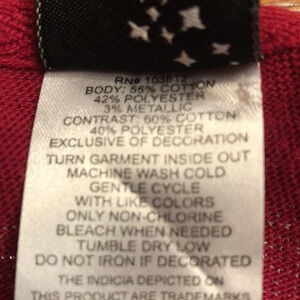 RN# 103812
BODY: 55% COTTON
42% POLYESTER
3% METALLIC
CONTRAST: 60% COTTON
40% POLYESTER
EXCLUSIVE OF DECORATION
TURN GARMENT INSIDE OUT
MACHINE WASH COLD
GENTLE CYCLE
WITH LIKE COLORS
ONLY NON-CHLORINE
BLEACH WHEN NEEDED
TUMBLE DRY LOW
DO NOT IRON IF DECORATED
THE INDICIA DEPICTED ON
THIS PRODUCT ARE TRADEMARKS